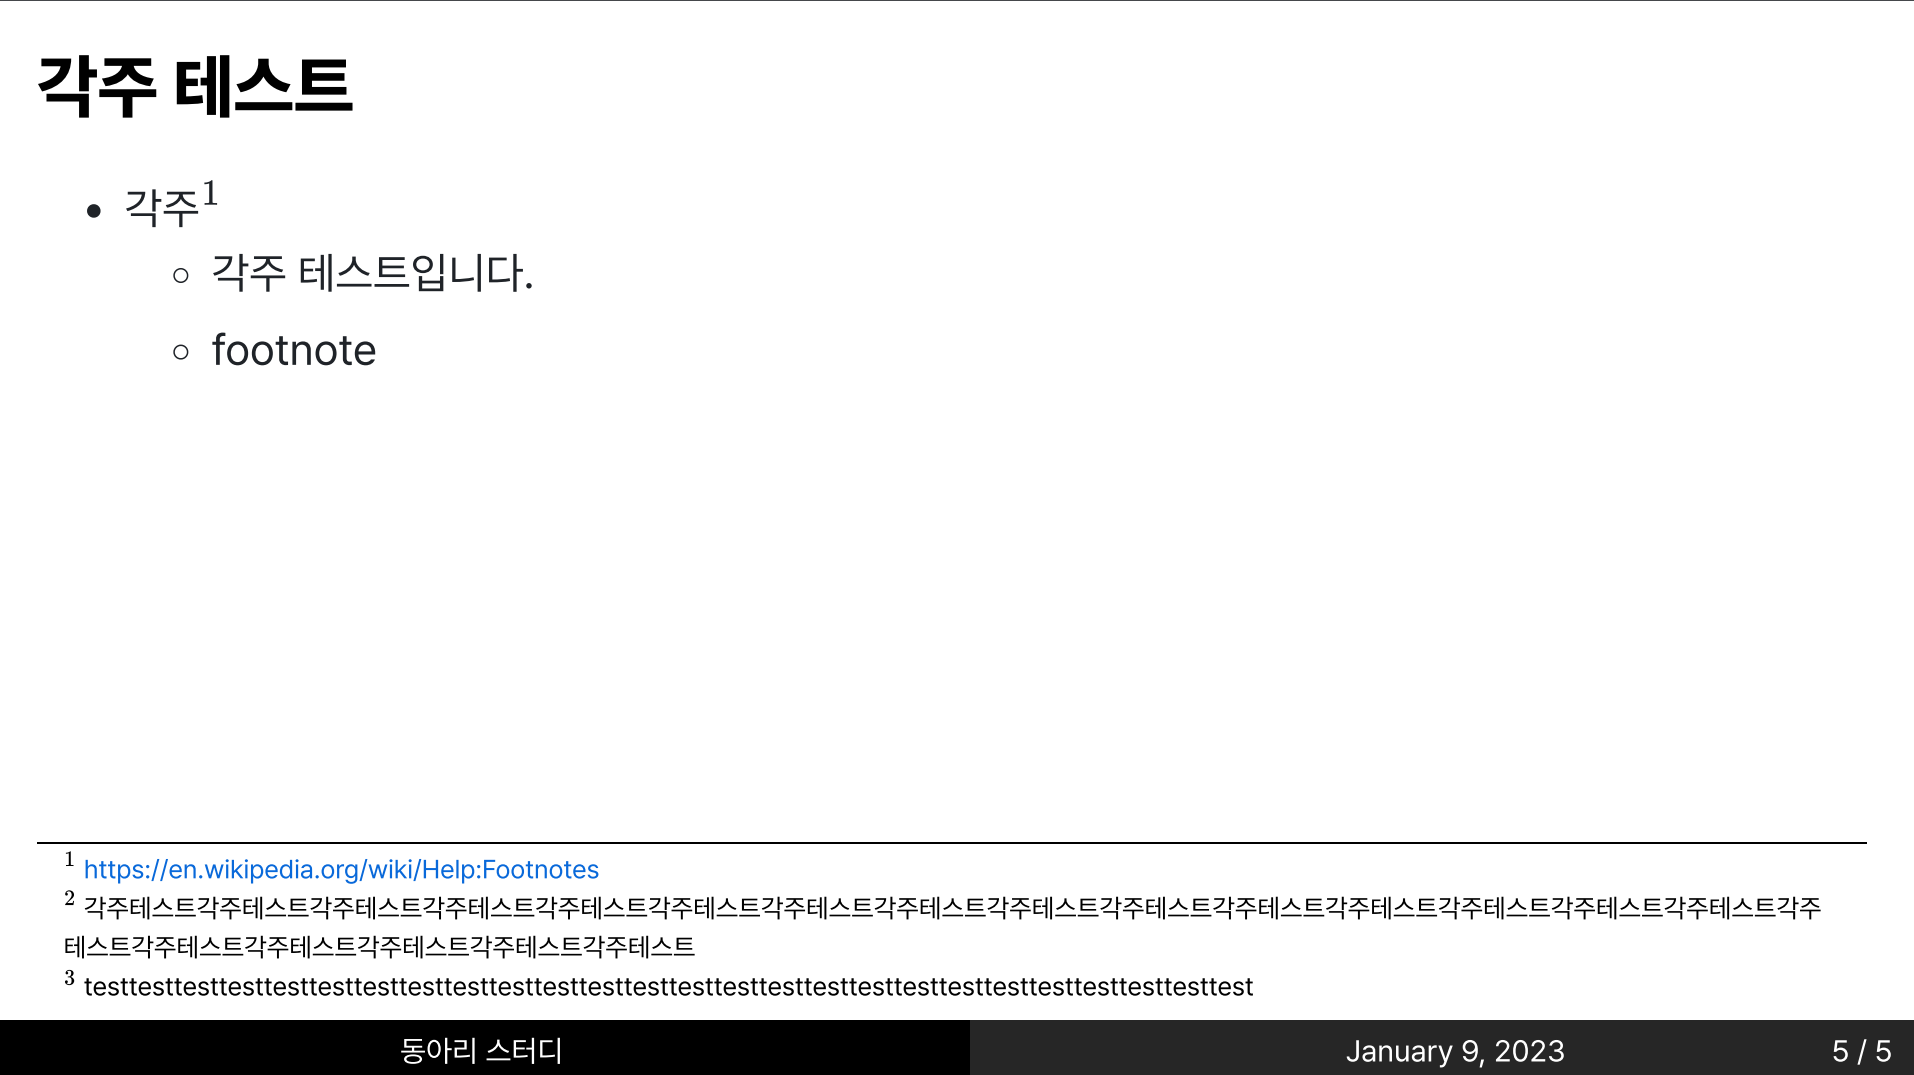 각주 테스트
• 각주¹
○ 각주 테스트입니다.
○ footnote
¹ https://en.wikipedia.org/wiki/Help:Footnotes
² 각주테스트각주테스트각주테스트각주테스트각주테스트각주테스트각주테스트각주테스트각주테스트각주테스트각주테스트각주테스트각주테스트각주테스트각주테스트각주
테스트각주테스트각주테스트각주테스트각주테스트각주테스트
³ testtesttesttesttesttesttesttesttesttesttesttesttesttesttesttesttesttesttesttesttesttesttesttesttesttest
동아리 스터디
January 9, 2023
5 / 5